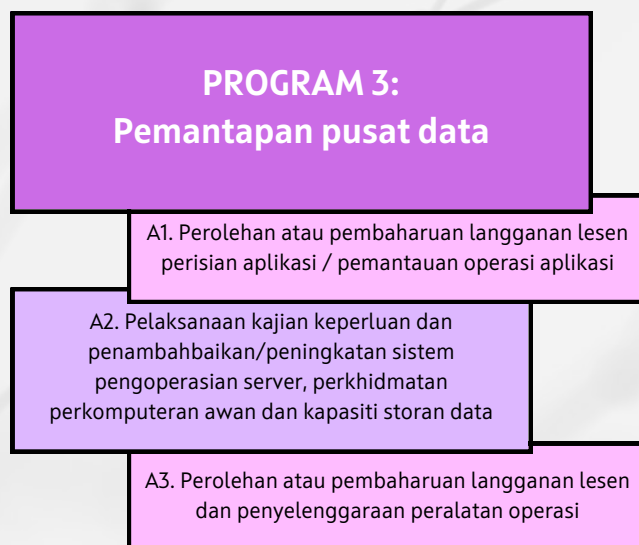 PROGRAM 3:
Pemantapan pusat data
A1. Perolehan atau pembaharuan langganan lesen
perisian aplikasi / pemantauan operasi aplikasi
A2. Pelaksanaan kajian keperluan dan
penambahbaikan/peningkatan sistem
pengoperasian server, perkhidmatan
perkomputeran awan dan kapasiti storan data
A3. Perolehan atau pembaharuan langganan lesen
dan penyelenggaraan peralatan operasi